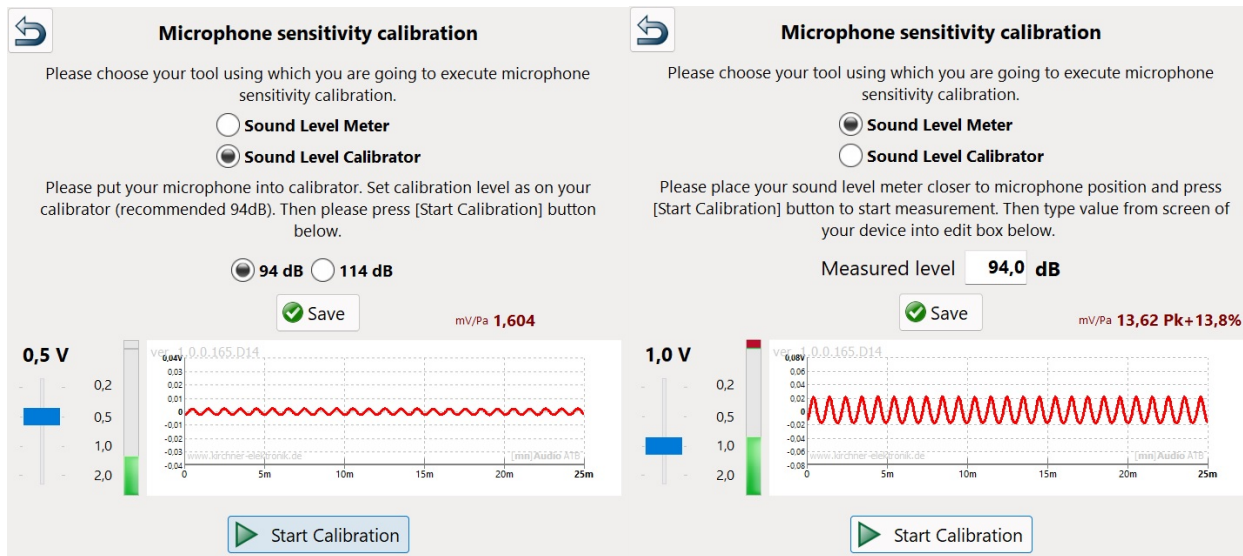 Microphone sensitivity calibration
Please choose your tool using which you are going to execute microphone
sensitivity calibration.
Sound Level Meter
Sound Level Calibrator
Please put your microphone into calibrator. Set calibration level as on your
calibrator (recommended 94dB). Then please press [Start Calibration] button
below.
94 dB 114 dB
Save
mV/Pa 1,604
0,5 V
0,2
0,5
1,0
2,0
ver. 1.0.0.165.D14
0,04V
0,03
0,02
0,01
0
-0,01
-0,02
-0,03
-0,04
www.kirchner-elektronik.de
[mn]Audio ATB
0 5m 10m 15m 20m 25m
Start Calibration
Microphone sensitivity calibration
Please choose your tool using which you are going to execute microphone
sensitivity calibration.
Sound Level Meter
Sound Level Calibrator
Please place your sound level meter closer to microphone position and press
[Start Calibration] button to start measurement. Then type value from screen of
your device into edit box below.
Measured level 94,0 dB
Save
mV/Pa 13,62 Pk+13,8%
1,0 V
0,2
0,5
1,0
2,0
ver. 1.0.0.165.D14
0,08V
0,06
0,04
0,02
0
-0,02
-0,04
-0,06
-0,08
www.kirchner-elektronik.de
[mn]Audio ATB
0 5m 10m 15m 20m 25m
Start Calibration